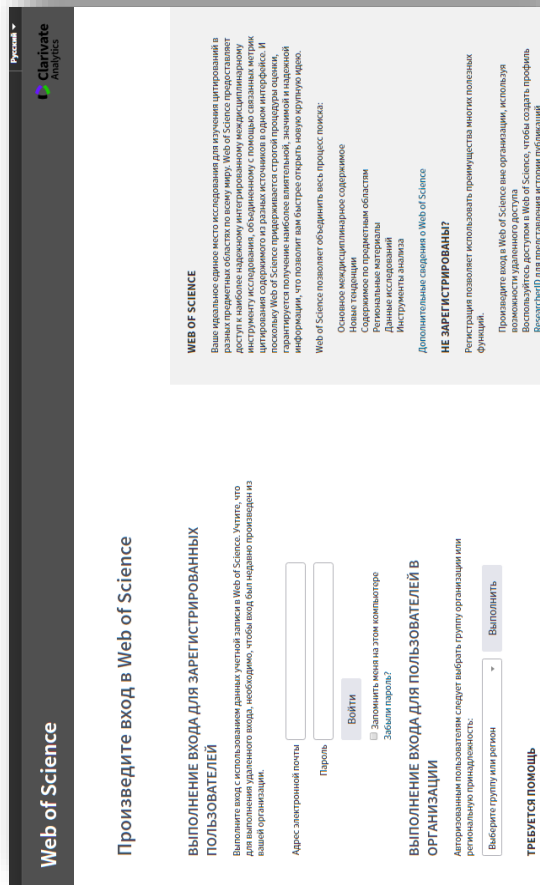 Русский
Web of Science
Clarivate
Analytics
Произведите вход в Web of Science
ВЫПОЛНЕНИЕ ВХОДА ДЛЯ ЗАРЕГИСТРИРОВАННЫХ
ПОЛЬЗОВАТЕЛЕЙ
Выполните вход с использованием данных учетной записи в Web of Science. Учтите, что
для выполнения удаленного входа, необходимо, чтобы вход был недавно произведен из
вашей организации.
Адрес электронной почты
Пароль
Войти
Запомнить меня на этом компьютере
Забыли пароль?
ВЫПОЛНЕНИЕ ВХОДА ДЛЯ ПОЛЬЗОВАТЕЛЕЙ В
ОРГАНИЗАЦИИ
Авторизованным пользователям следует выбрать группу организации или
региональную принадлежность:
Выберите группу или регион
Выполнить
ТРЕБУЕТСЯ ПОМОЩЬ
WEB OF SCIENCE
Ваше идеальное единое место исследования для изучения цитирований в
разных предметных областях по всему миру. Web of Science предоставляет
доступ к наиболее надежному интегрированному междисциплинарному
инструменту исследования, объединенному с помощью связанных метрик
цитирования содержимого из разных источников в одном интерфейсе. И
поскольку Web of Science придерживается строгой процедуры оценки,
гарантируется получение наиболее влиятельной, значимой и надежной
информации, что позволит вам быстрее открыть новую крупную идею.
Web of Science позволяет объединить весь процесс поиска:
Основное междисциплинарное содержимое
Новые тенденции
Содержимое по предметным областям
Региональные материалы
Данные исследований
Инструменты анализа
Дополнительные сведения о Web of Science
НЕ ЗАРЕГИСТРИРОВАНЫ?
Регистрация позволяет использовать преимущества многих полезных
функций.
Произведите вход в Web of Science вне организации, используя
возможности удаленного доступа
Воспользуйтесь доступом в Web of Science, чтобы создать профиль
ResearcherID для представления истории публикаций